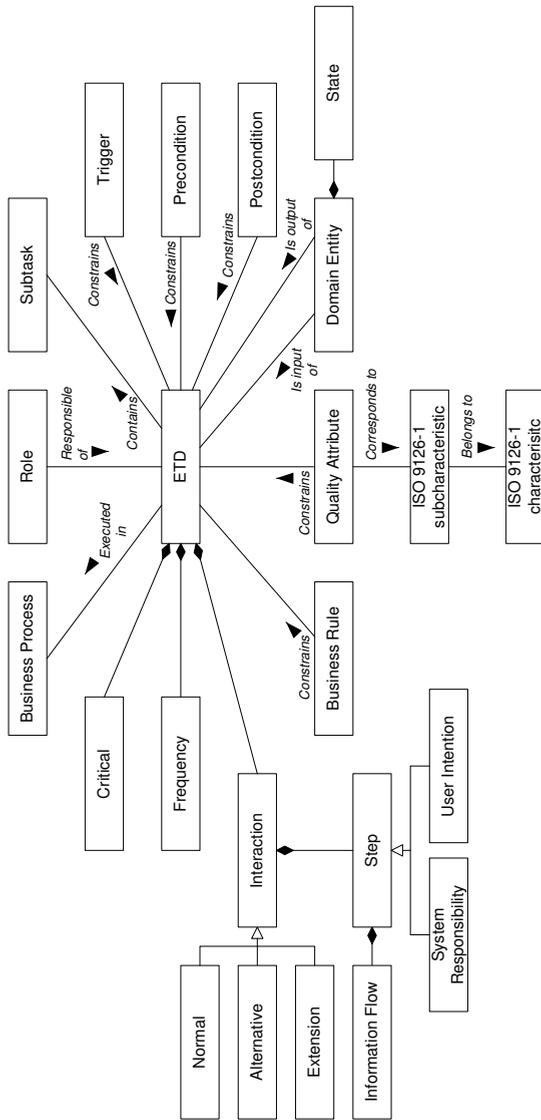 Business Process
Role
Subtask
Executed
in
Responsible
of
Contains
Constrains
Critical
Trigger
Constrains
Frequency
ETD
Precondition
Constrains
Normal
Alternative
Extension
Interaction
Postcondition
Constrains
Constrains
Is input
of
Is output
of
Business Rule
Quality Attribute
Domain Entity
State
Corresponds to
Information Flow
Step
ISO 9126-1
subcharacteristic
System
Responsibility
User Intention
Belongs to
ISO 9126-1
characterisitc